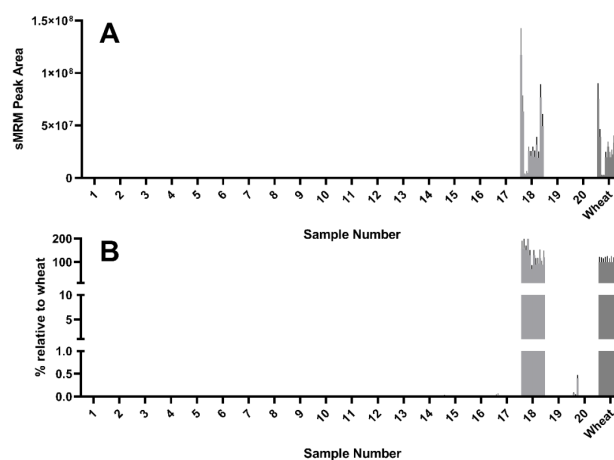 A
sMRM Peak Area
1.5×10⁸
1×10⁸
5×10⁷
0
1 2 3 4 5 6 7 8 9 10 11 12 13 14 15 16 17 18 19 20 Wheat
Sample Number
B
% relative to wheat
200
100
10
5
1.0
0.5
0.0
1 2 3 4 5 6 7 8 9 10 11 12 13 14 15 16 17 18 19 20 Wheat
Sample Number